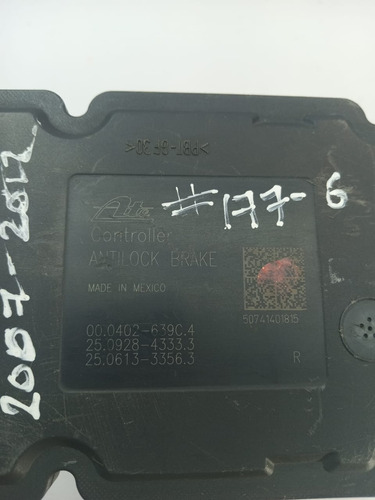 >PBT-GF30<
# 177-6
Ate
Controller
ANTILOCK BRAKE
MADE IN MEXICO
50741401815
00.0402-639C.4
25.0928-4333.3
25.0613-3356.3
R
2007-2012